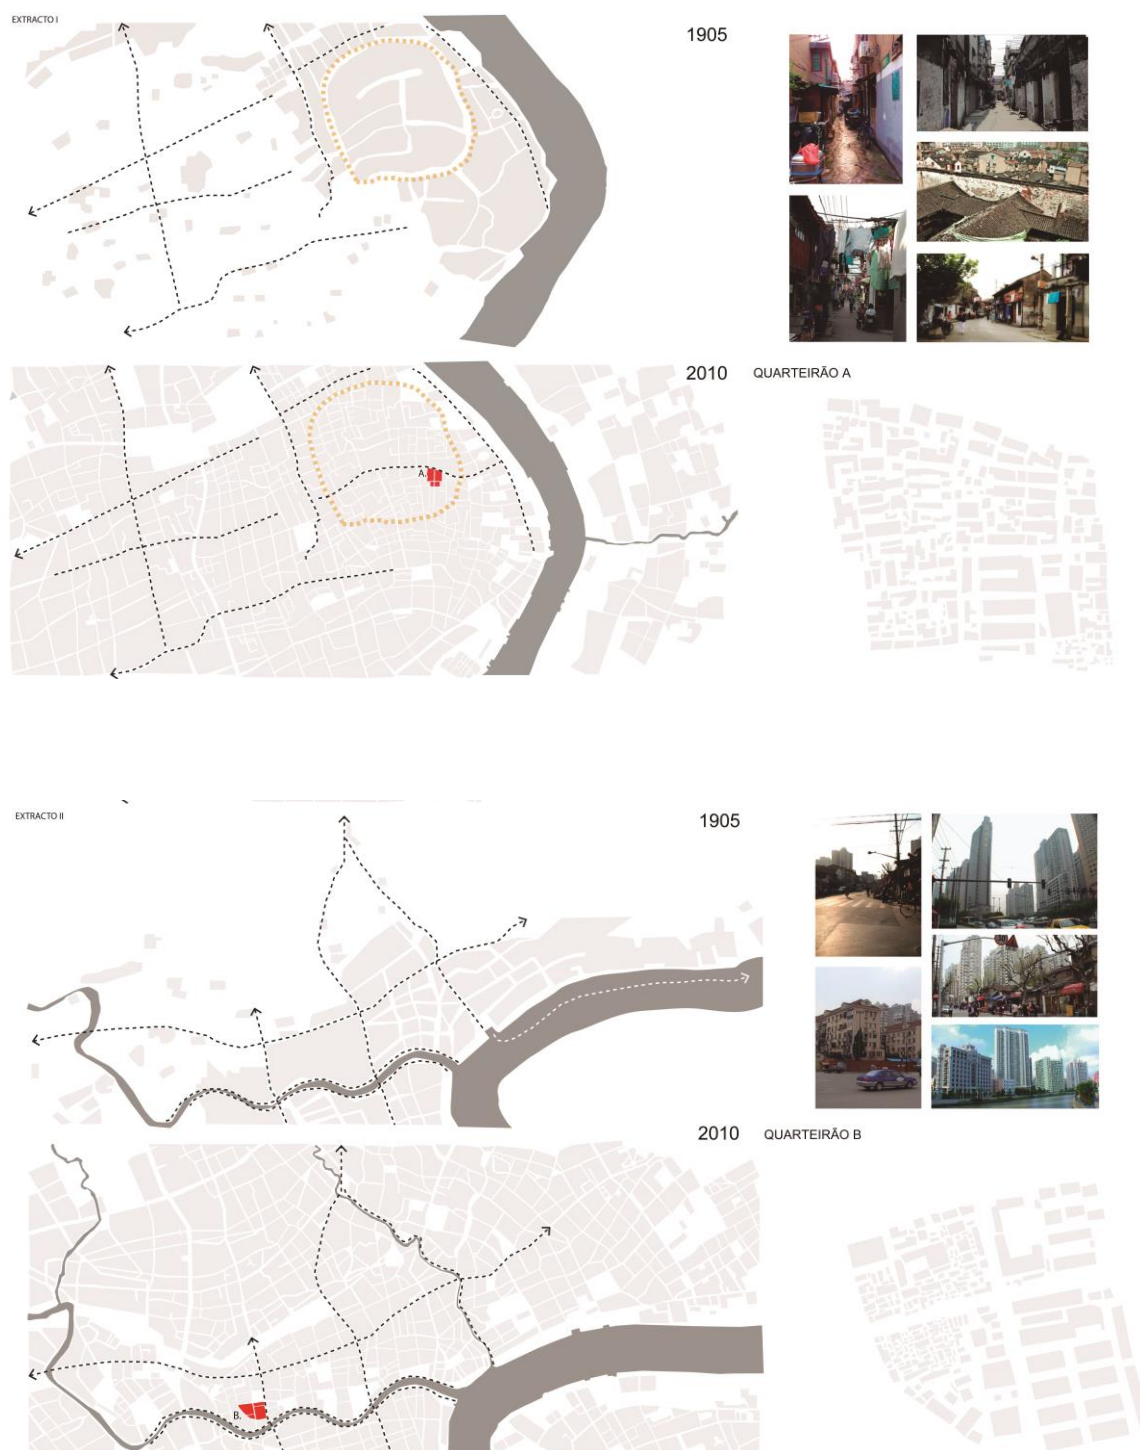 EXTRACTO I
1905
2010 QUARTEIRÃO A
A.
EXTRACTO II
1905
2010 QUARTEIRÃO B
B.